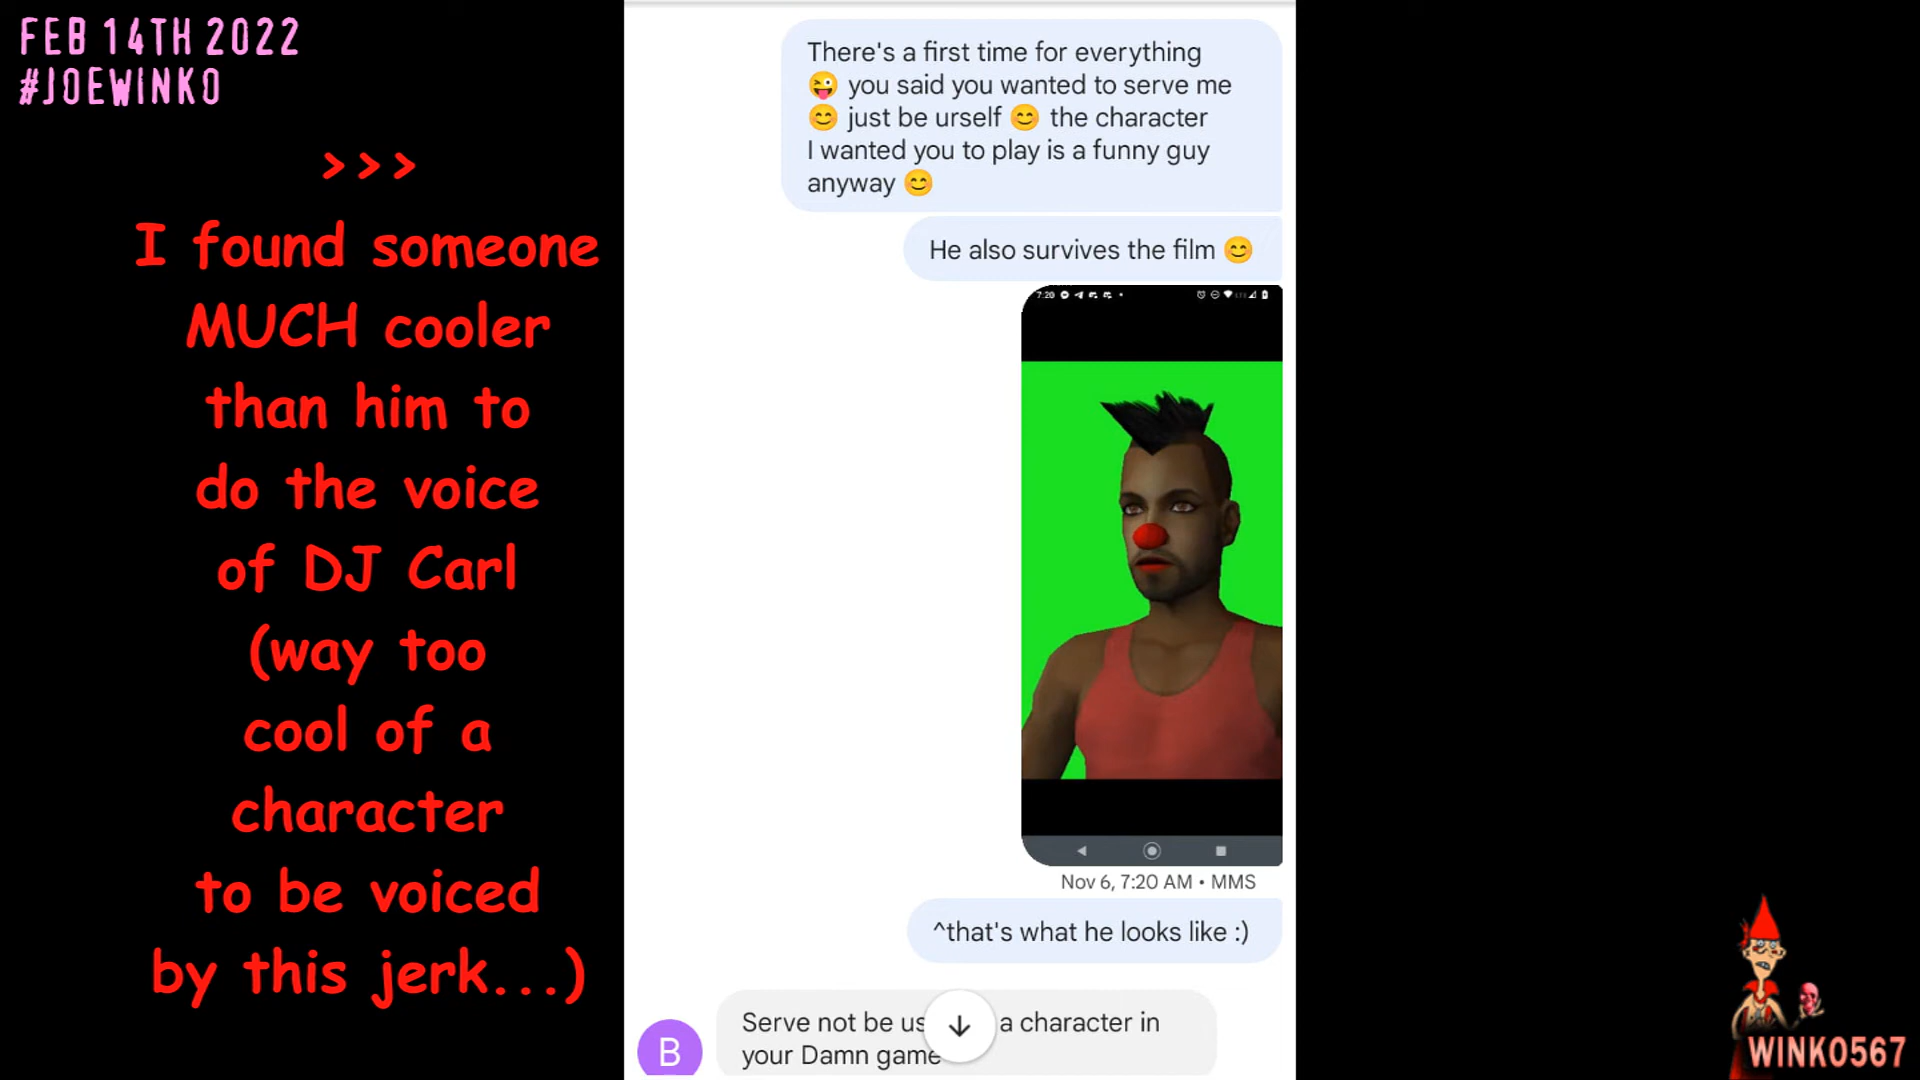 FEB 14TH 2022
#JOEWINKO
>>>
I found someone
MUCH cooler
than him to
do the voice
of DJ Carl
(way too
cool of a
character
to be voiced
by this jerk...)
There's a first time for everything
😜 you said you wanted to serve me
😊 just be urself 😊 the character
I wanted you to play is a funny guy
anyway 😊
He also survives the film 😊
7:20
Nov 6, 7:20 AM • MMS
^that's what he looks like :)
B
Serve not be us a character in
your Damn game
WINKO567